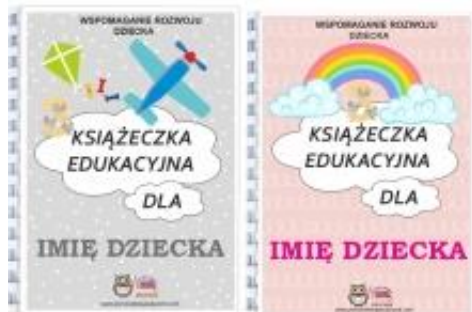 WSPOMAGANIE ROZWOJU
DZIECKA
KSIĄŻECZKA
EDUKACYJNA
DLA
IMIĘ DZIECKA
WSPOMAGANIE ROZWOJU
DZIECKA
KSIĄŻECZKA
EDUKACYJNA
DLA
IMIĘ DZIECKA